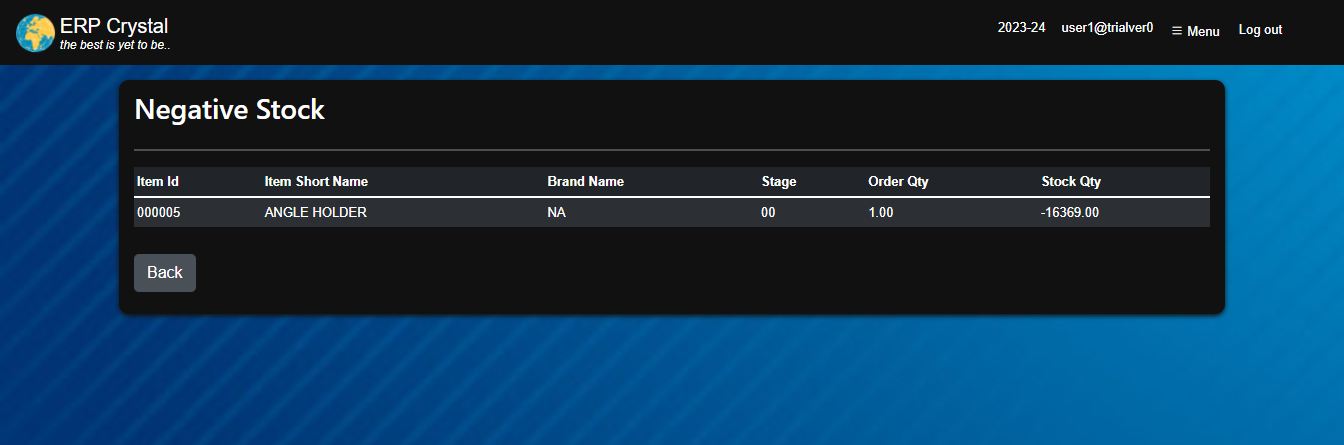 ERP Crystal
the best is yet to be..
2023-24 user1@trialver0 ☰ Menu Log out
Negative Stock
Item Id Item Short Name Brand Name Stage Order Qty Stock Qty
000005 ANGLE HOLDER NA 00 1.00 -16369.00
Back